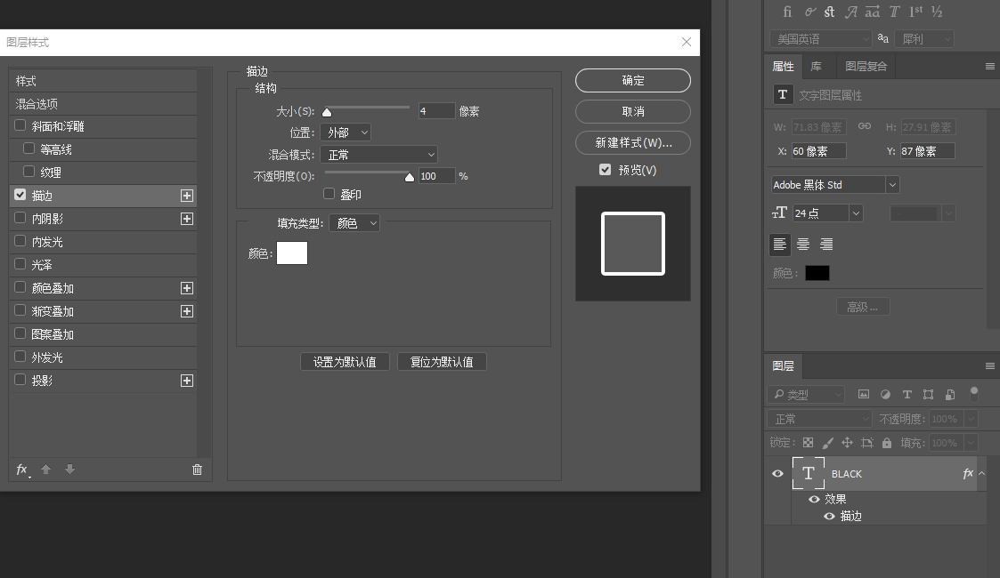 图层样式
样式
混合选项
斜面和浮雕
等高线
纹理
描边
内阴影
内发光
光泽
颜色叠加
渐变叠加
图案叠加
外发光
投影
fx
描边
结构
大小(S): 4 像素
位置: 外部
混合模式: 正常
不透明度(O): 100 %
叠印
填充类型: 颜色
颜色:
设置为默认值 复位为默认值
确定
取消
新建样式(W)...
预览(V)
fi st A aa T 1st ½
美国英语 aa 犀利
属性 库 图层复合
T 文字图层属性
W: 71.83 像素 H: 27.91 像素
X: 60 像素 Y: 87 像素
Adobe 黑体 Std
TT 24 点
颜色:
高级...
图层
类型 T
正常 不透明度: 100%
锁定: 填充: 100%
T BLACK fx
效果
描边